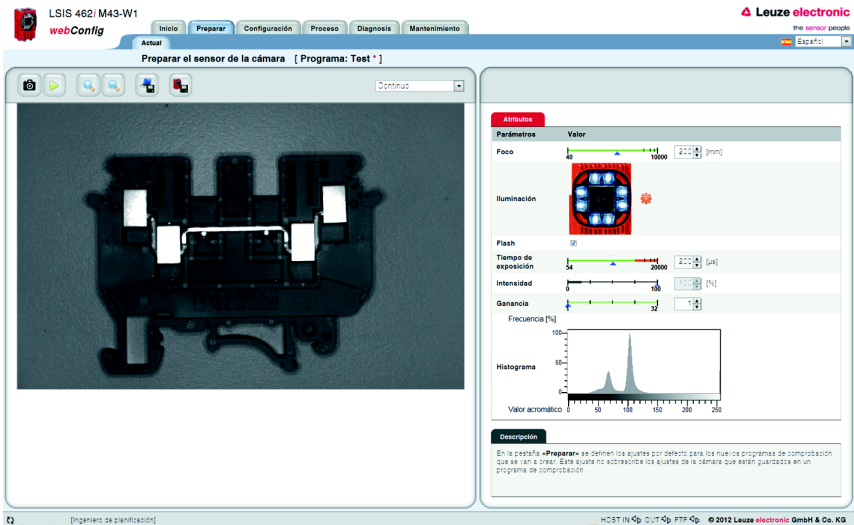 LSIS 462i M43-W1
webConfig
Inicio Preparar Configuración Proceso Diagnosis Mantenimiento
Leuze electronic
the sensor people
Actual
Español
Preparar el sensor de la cámara [ Programa: Test * ]
Continuo
Atributos
Parámetros Valor
Foco 40 10000 200 [mm]
Iluminación
Flash
Tiempo de
exposición 54 20000 200 [µs]
Intensidad 0 100 100 [%]
Ganancia 1 32 1
Frecuencia [%]
100
50
Histograma
0
Valor acromático 0 50 100 150 200 250
Descripción
En la pestaña «Preparar» se definen los ajustes por defecto para los nuevos programas de comprobación
que se van a crear. Este ajuste no sobrescribe los ajustes de la cámara que están guardados en un
programa de comprobación.
[Ingeniero de planificación]
HOST IN OUT FTP © 2012 Leuze electronic GmbH & Co. KG